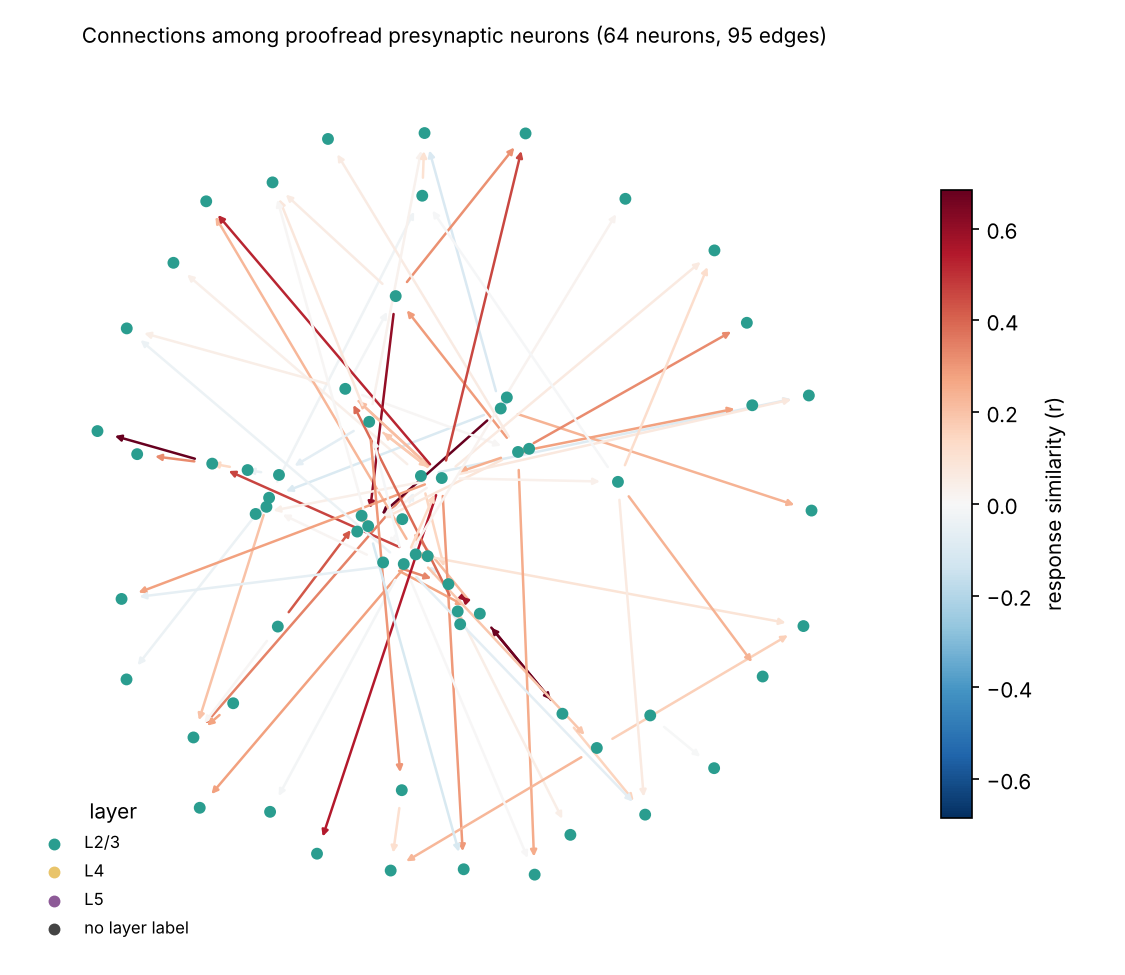 Connections among proofread presynaptic neurons (64 neurons, 95 edges)
0.6
0.4
0.2
0.0
−0.2
−0.4
−0.6
response similarity (r)
layer
L2/3
L4
L5
no layer label